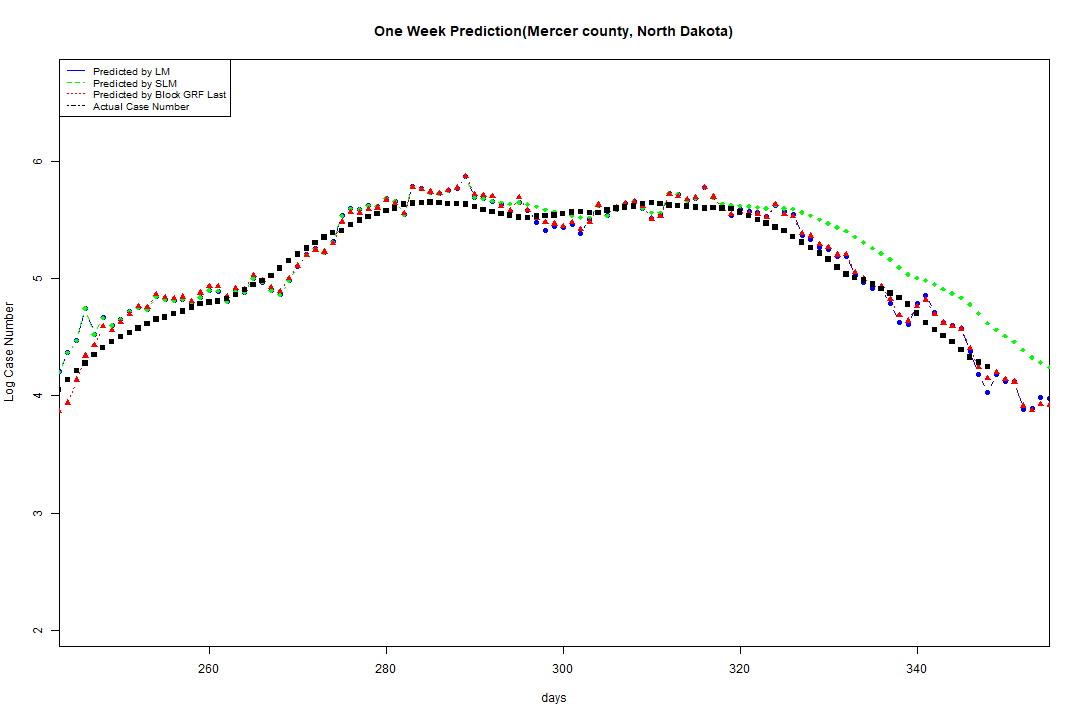 One Week Prediction(Mercer county, North Dakota)
Predicted by LM
Predicted by SLM
Predicted by Block GRF Last
Actual Case Number
6
5
4
3
2
Log Case Number
260 280 300 320 340
days